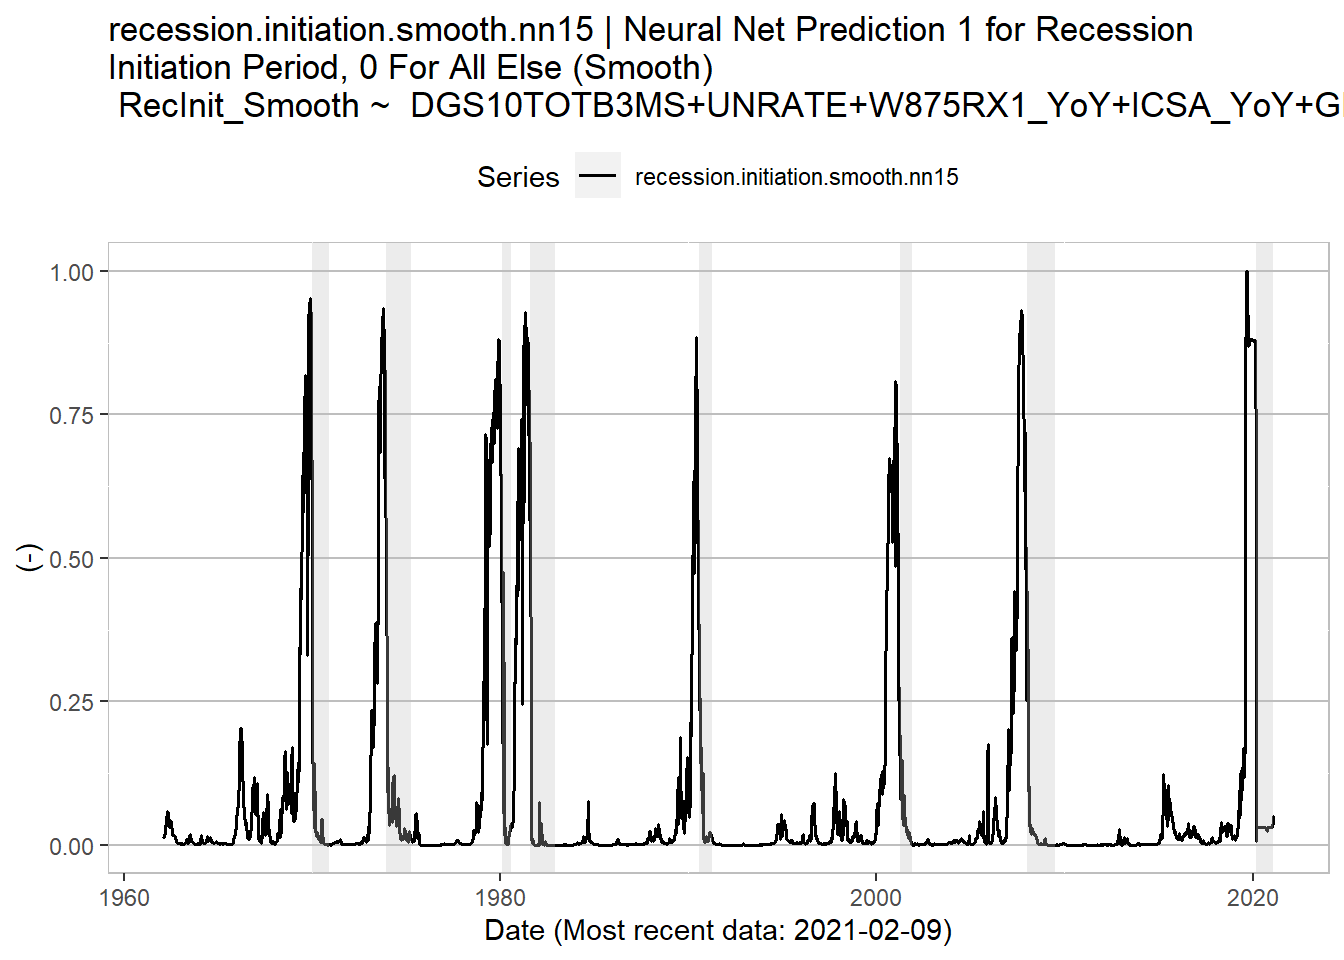 recession.initiation.smooth.nn15 | Neural Net Prediction 1 for Recession
Initiation Period, 0 For All Else (Smooth)
RecInit_Smooth ~ DGS10TOTB3MS+UNRATE+W875RX1_YoY+ICSA_YoY+G
Series
recession.initiation.smooth.nn15
1.00
0.75
0.50
0.25
0.00
(-)
1960
1980
2000
2020
Date (Most recent data: 2021-02-09)